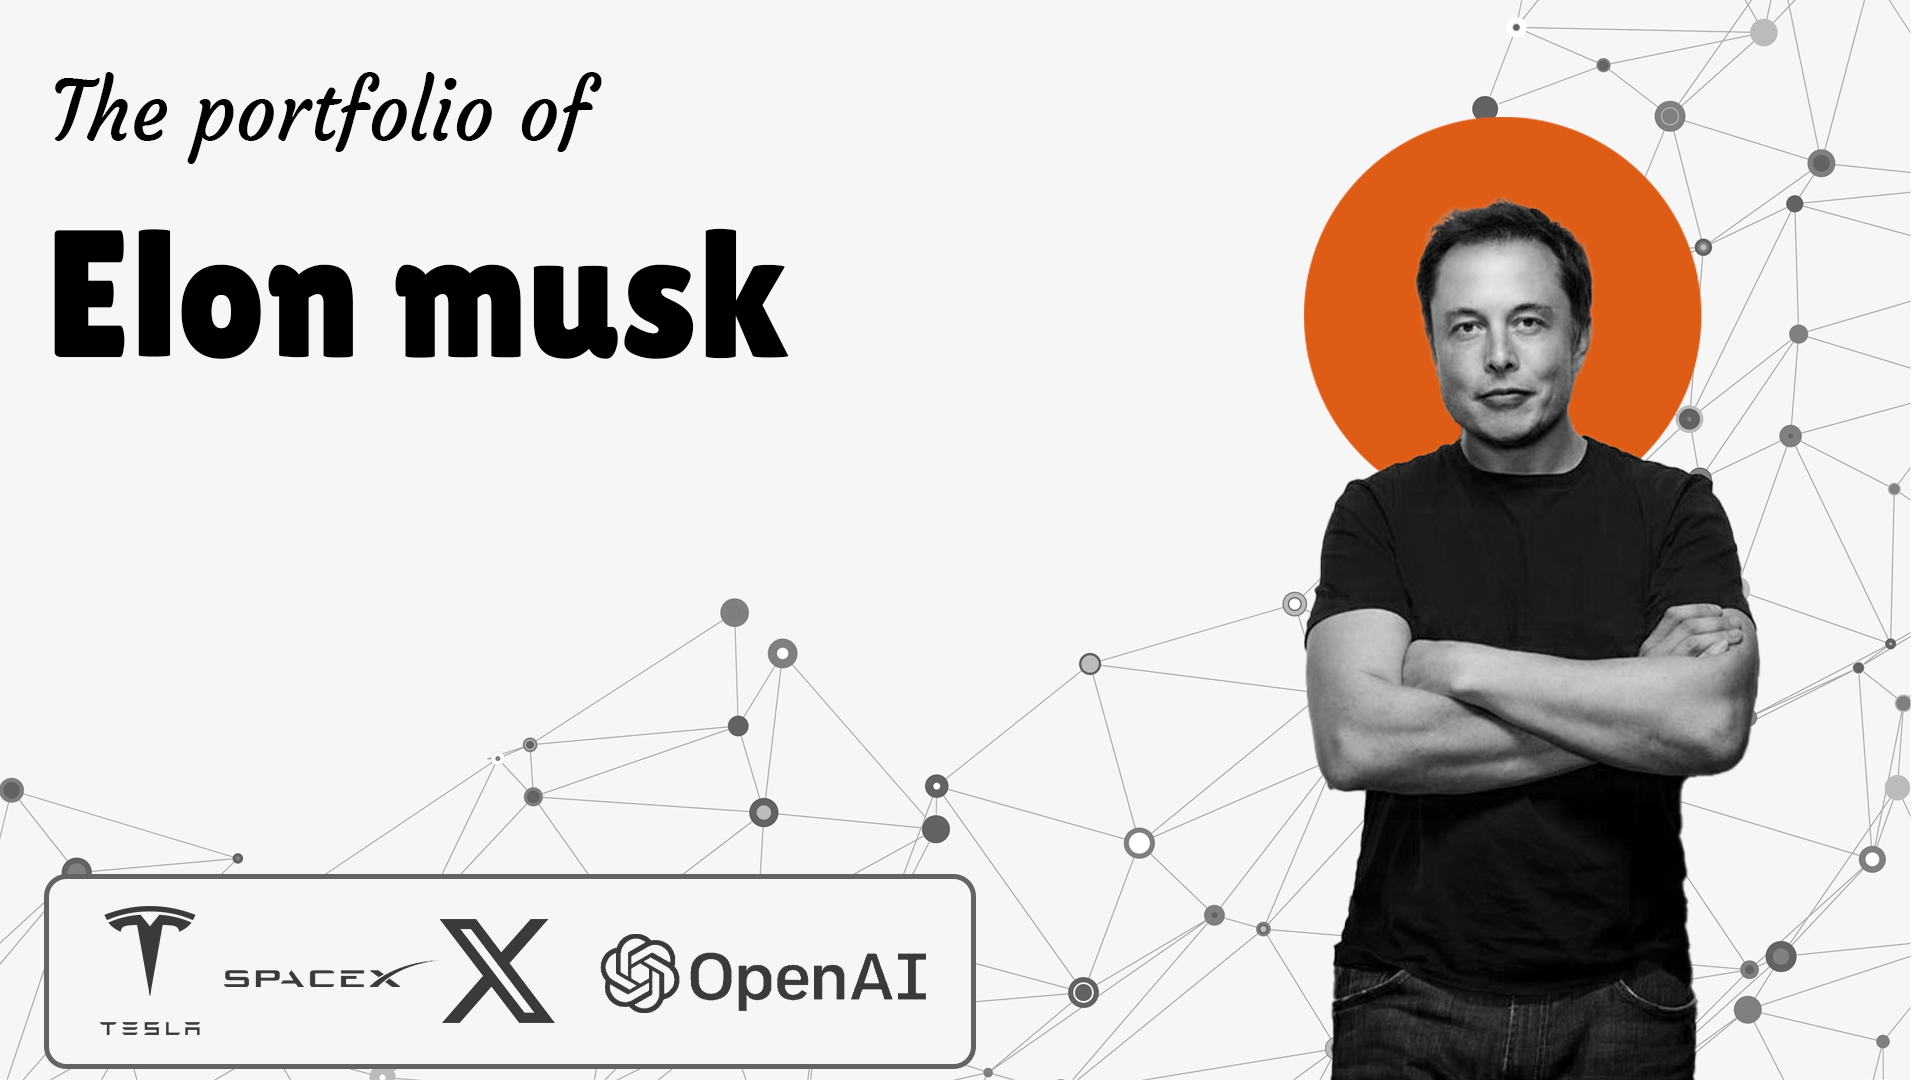 The portfolio of
Elon musk
TESLA
SPACEX
X
OpenAI